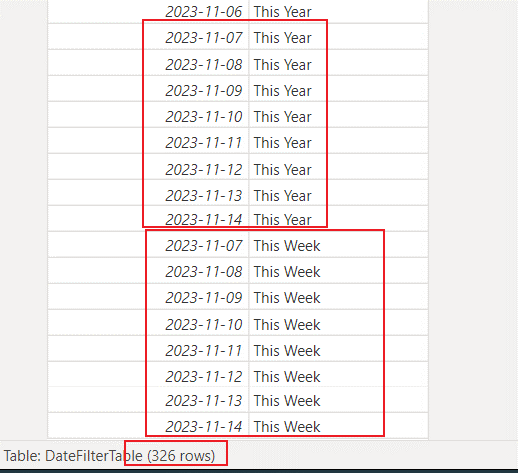 2023-11-06 This Year
2023-11-07 This Year
2023-11-08 This Year
2023-11-09 This Year
2023-11-10 This Year
2023-11-11 This Year
2023-11-12 This Year
2023-11-13 This Year
2023-11-14 This Year
2023-11-07 This Week
2023-11-08 This Week
2023-11-09 This Week
2023-11-10 This Week
2023-11-11 This Week
2023-11-12 This Week
2023-11-13 This Week
2023-11-14 This Week
Table: DateFilterTable (326 rows)